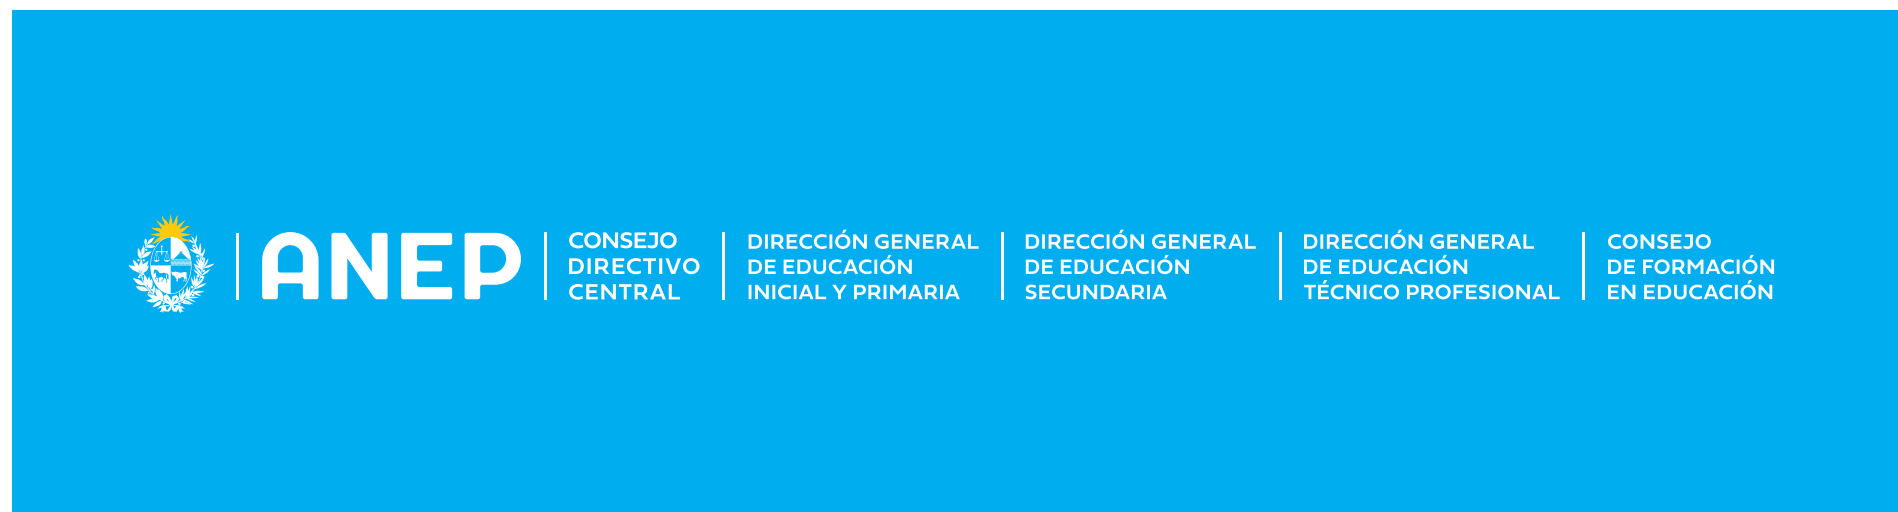 ANEP
CONSEJO
DIRECTIVO
CENTRAL
DIRECCIÓN GENERAL
DE EDUCACIÓN
INICIAL Y PRIMARIA
DIRECCIÓN GENERAL
DE EDUCACIÓN
SECUNDARIA
DIRECCIÓN GENERAL
DE EDUCACIÓN
TÉCNICO PROFESIONAL
CONSEJO
DE FORMACIÓN
EN EDUCACIÓN